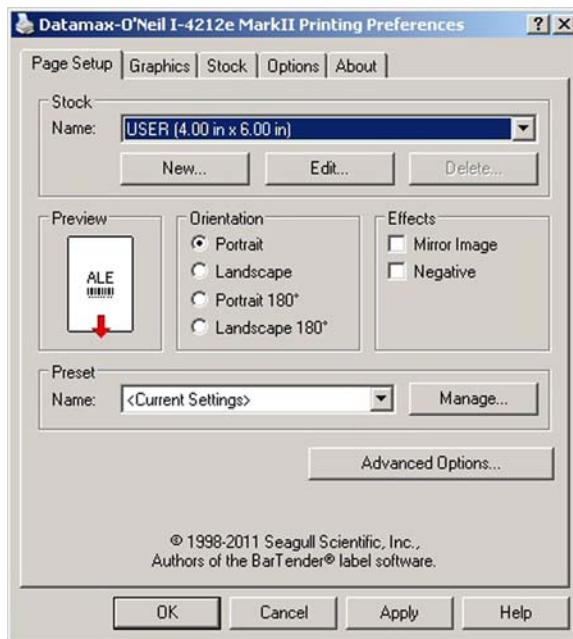 Datamax-O'Neil I-4212e MarkII Printing Preferences
Page Setup Graphics Stock Options About
Stock
Name: USER (4.00 in x 6.00 in)
New... Edit... Delete...
Preview Orientation Effects
ALE
Portrait Mirror Image
Landscape Negative
Portrait 180°
Landscape 180°
Preset
Name: <Current Settings> Manage...
Advanced Options...
© 1998-2011 Seagull Scientific, Inc.,
Authors of the BarTender® label software.
OK Cancel Apply Help